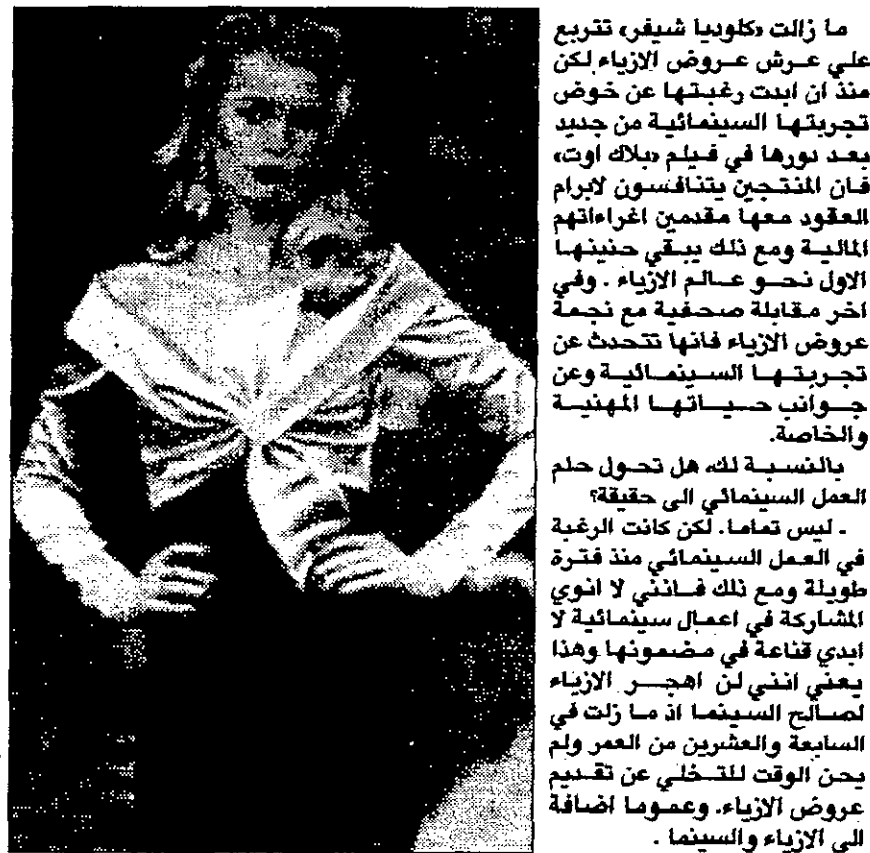 ما زالت «كلوديا شيفر» تتربع
علي عرش عروض الازياء لكن
منذ ان ابدت رغبتها عن خوض
تجربتها السينمائية من جديد
بعد دورها في فيلم «بلاك اوت»
فان المنتجين يتنافسون لابرام
العقود معها مقدمين اغراءاتهم
المالية ومع ذلك يبقي حنينها
الاول نحو عالم الازياء . وفي
اخر مقابلة صحفية مع نجمة
عروض الازياء فانها تتحدث عن
تجربتها السينمائية وعن
جوانب حياتها المهنية
والخاصة.
بالنسبة لك، هل تحول حلم
العمل السينمائي الى حقيقة؟
ـ ليس تماما. لكن كانت الرغبة
في العمل السينمائي منذ فترة
طويلة ومع ذلك فانني لا انوي
المشاركة في اعمال سينمائية لا
ابدي قناعة في مضمونها وهذا
يعني انني لن اهجر الازياء
لصالح السينما اذ ما زلت في
السابعة والعشرين من العمر ولم
يحن الوقت للتخلي عن تقديم
عروض الازياء. وعموما اضافة
الى الازياء والسينما .